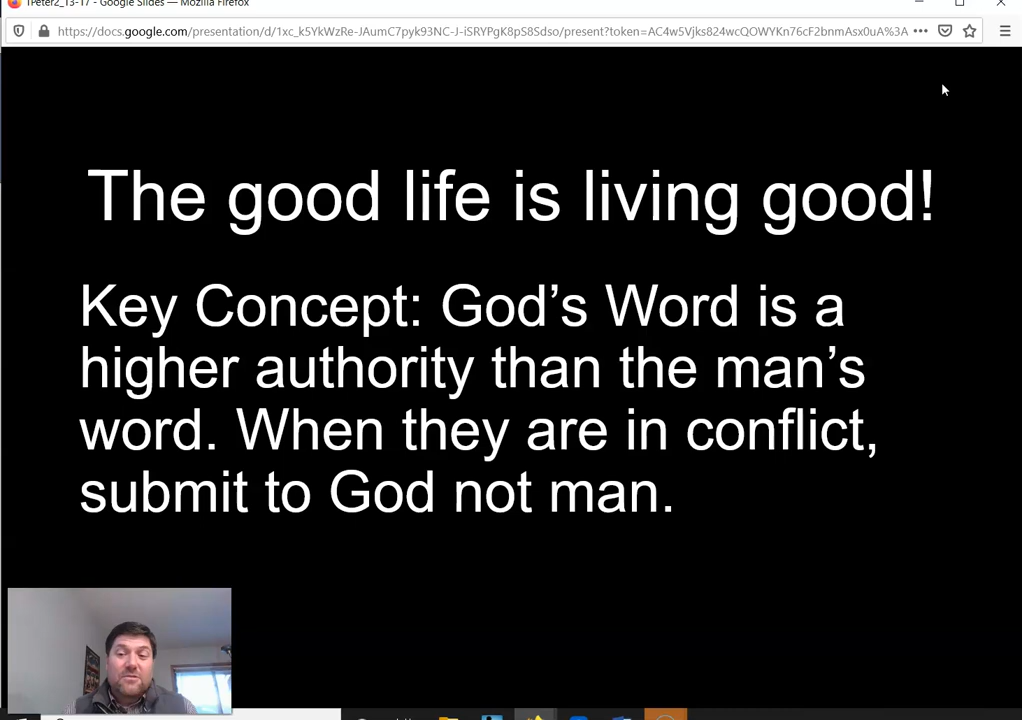 1Peter2_13-17 - Google Slides — Mozilla Firefox
https://docs.google.com/presentation/d/1xc_k5YkWzRe-JAumC7pyk93NC-J-iSRYPgK8pS8Sdso/present?token=AC4w5Vjks824wcQOWYKn76cF2bnmAsx0uA%3A
The good life is living good!
Key Concept: God’s Word is a
higher authority than the man’s
word. When they are in conflict,
submit to God not man.